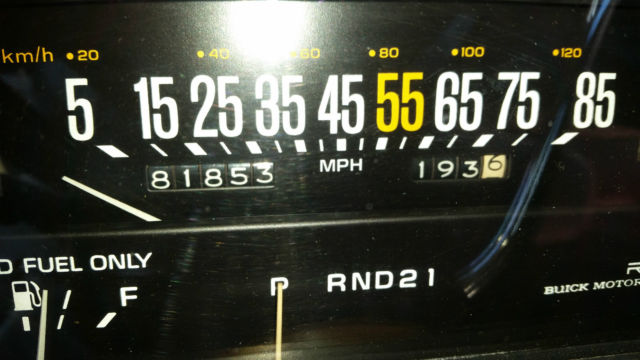 km/h 20 40 60 80 100 120
5 15 25 35 45 55 65 75 85
81853 MPH 1936
D FUEL ONLY
F P RND21 R
BUICK MOTOR